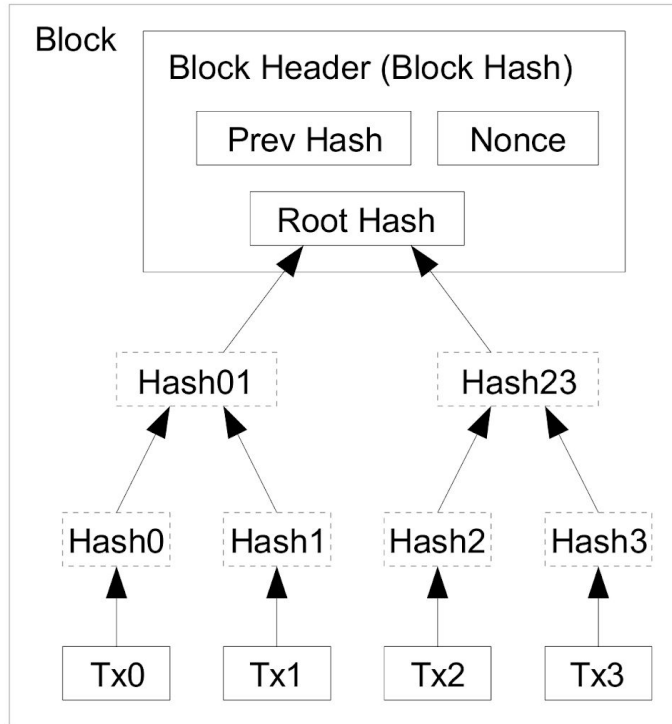 Block
Block Header (Block Hash)
Prev Hash
Nonce
Root Hash
Hash01
Hash23
Hash0
Hash1
Hash2
Hash3
Tx0
Tx1
Tx2
Tx3